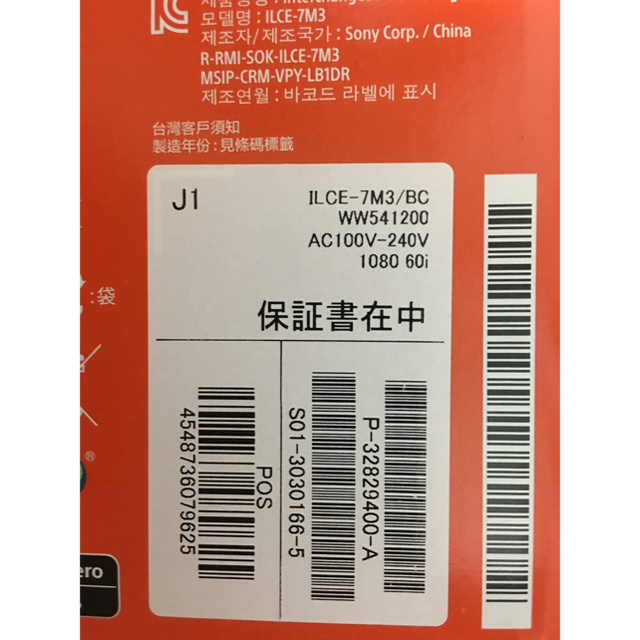 모델명 : ILCE-7M3
제조자/제조국가 : Sony Corp. / China
R-RMI-SOK-ILCE-7M3
MSIP-CRM-VPY-LB1DR
제조연월 : 바코드 라벨에 표시
台灣客戶須知
製造年份 : 見條碼標籤
J1
ILCE-7M3/BC
WW541200
AC100V-240V
1080 60i
:袋
保証書在中
P-32829400-A
S01-3030166-5
POS
4548736079625
®